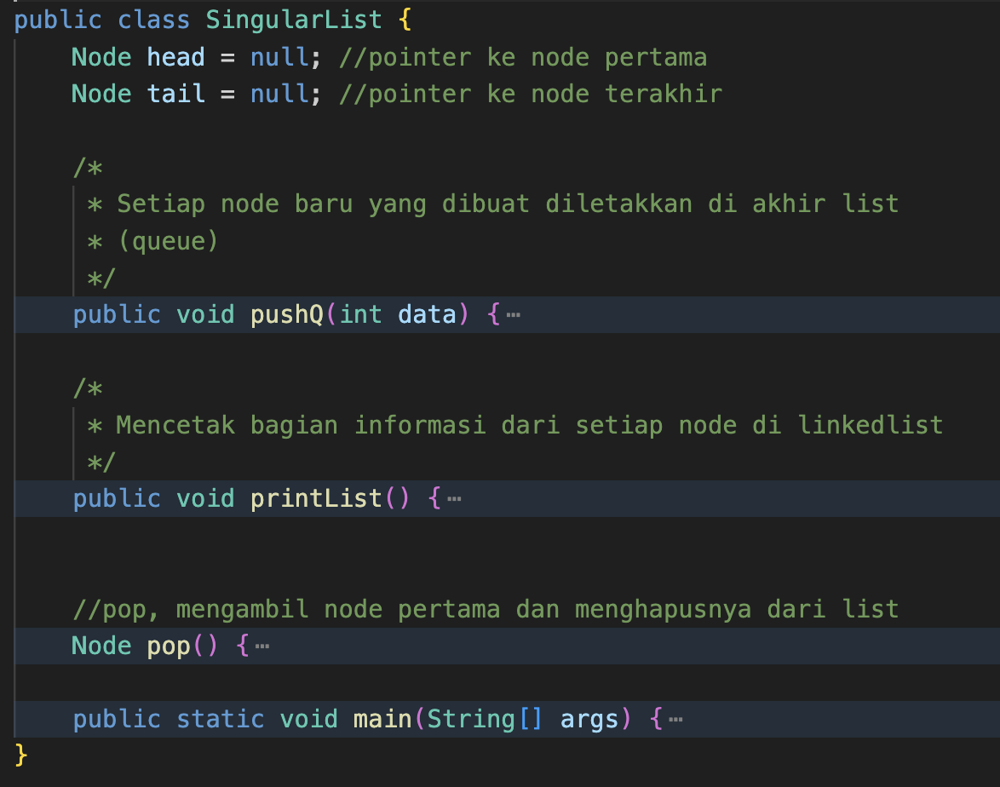 public class SingularList {
Node head = null; //pointer ke node pertama
Node tail = null; //pointer ke node terakhir
/*
* Setiap node baru yang dibuat diletakkan di akhir list
* (queue)
*/
public void pushQ(int data) {⋯
/*
* Mencetak bagian informasi dari setiap node di linkedlist
*/
public void printList() {⋯
//pop, mengambil node pertama dan menghapusnya dari list
Node pop() {⋯
public static void main(String[] args) {⋯
}